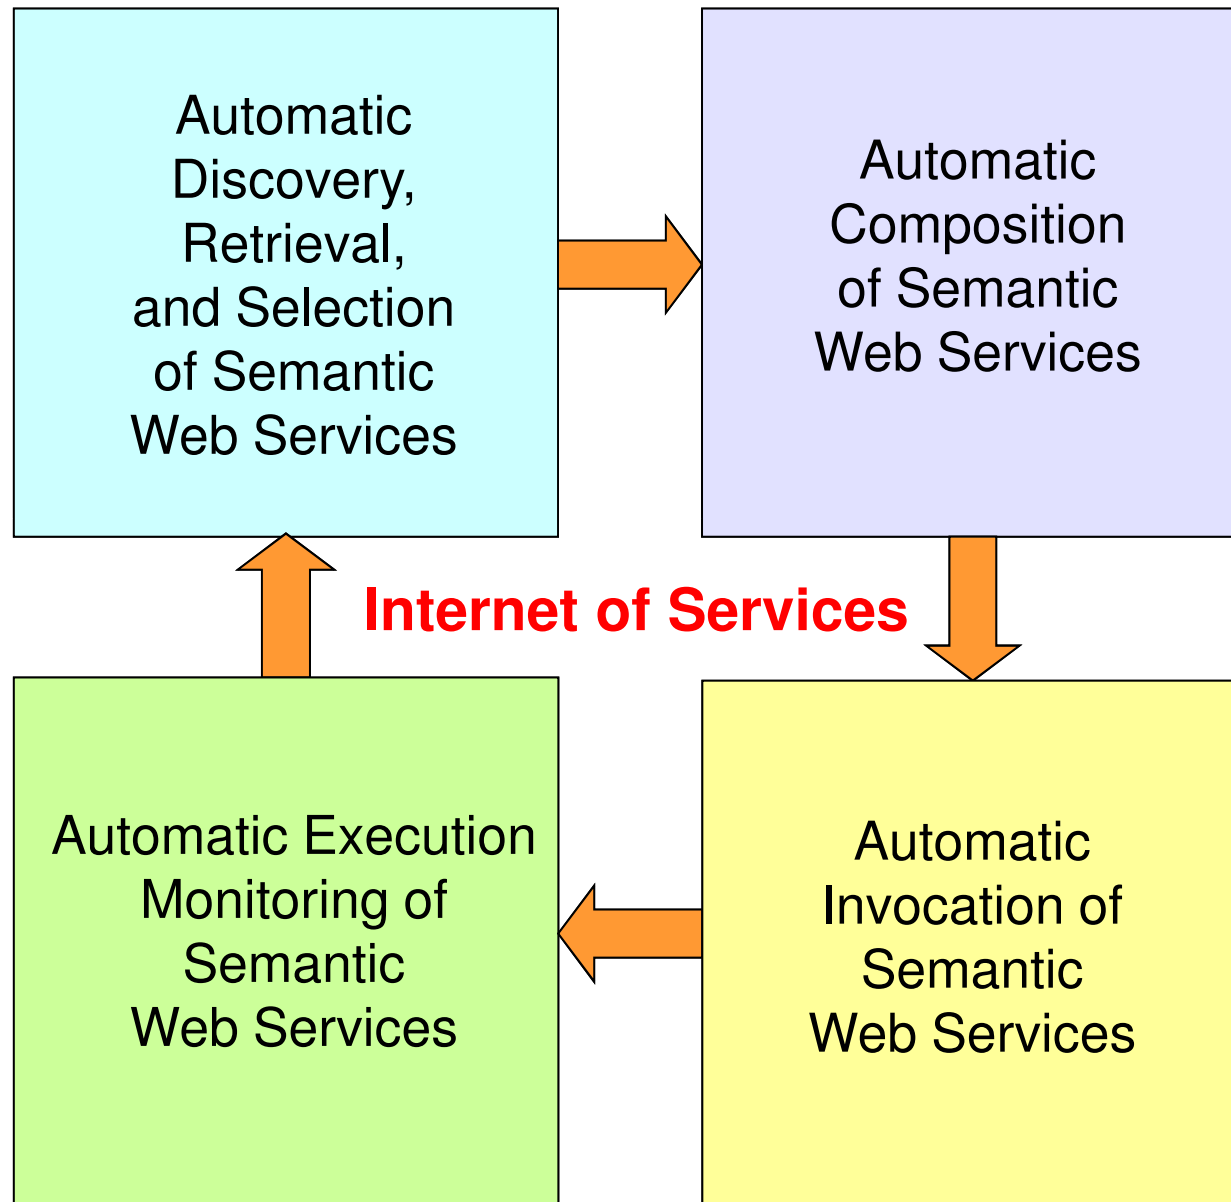 Automatic
Discovery,
Retrieval,
and Selection
of Semantic
Web Services
Automatic
Composition
of Semantic
Web Services
Internet of Services
Automatic Execution
Monitoring of
Semantic
Web Services
Automatic
Invocation of
Semantic
Web Services